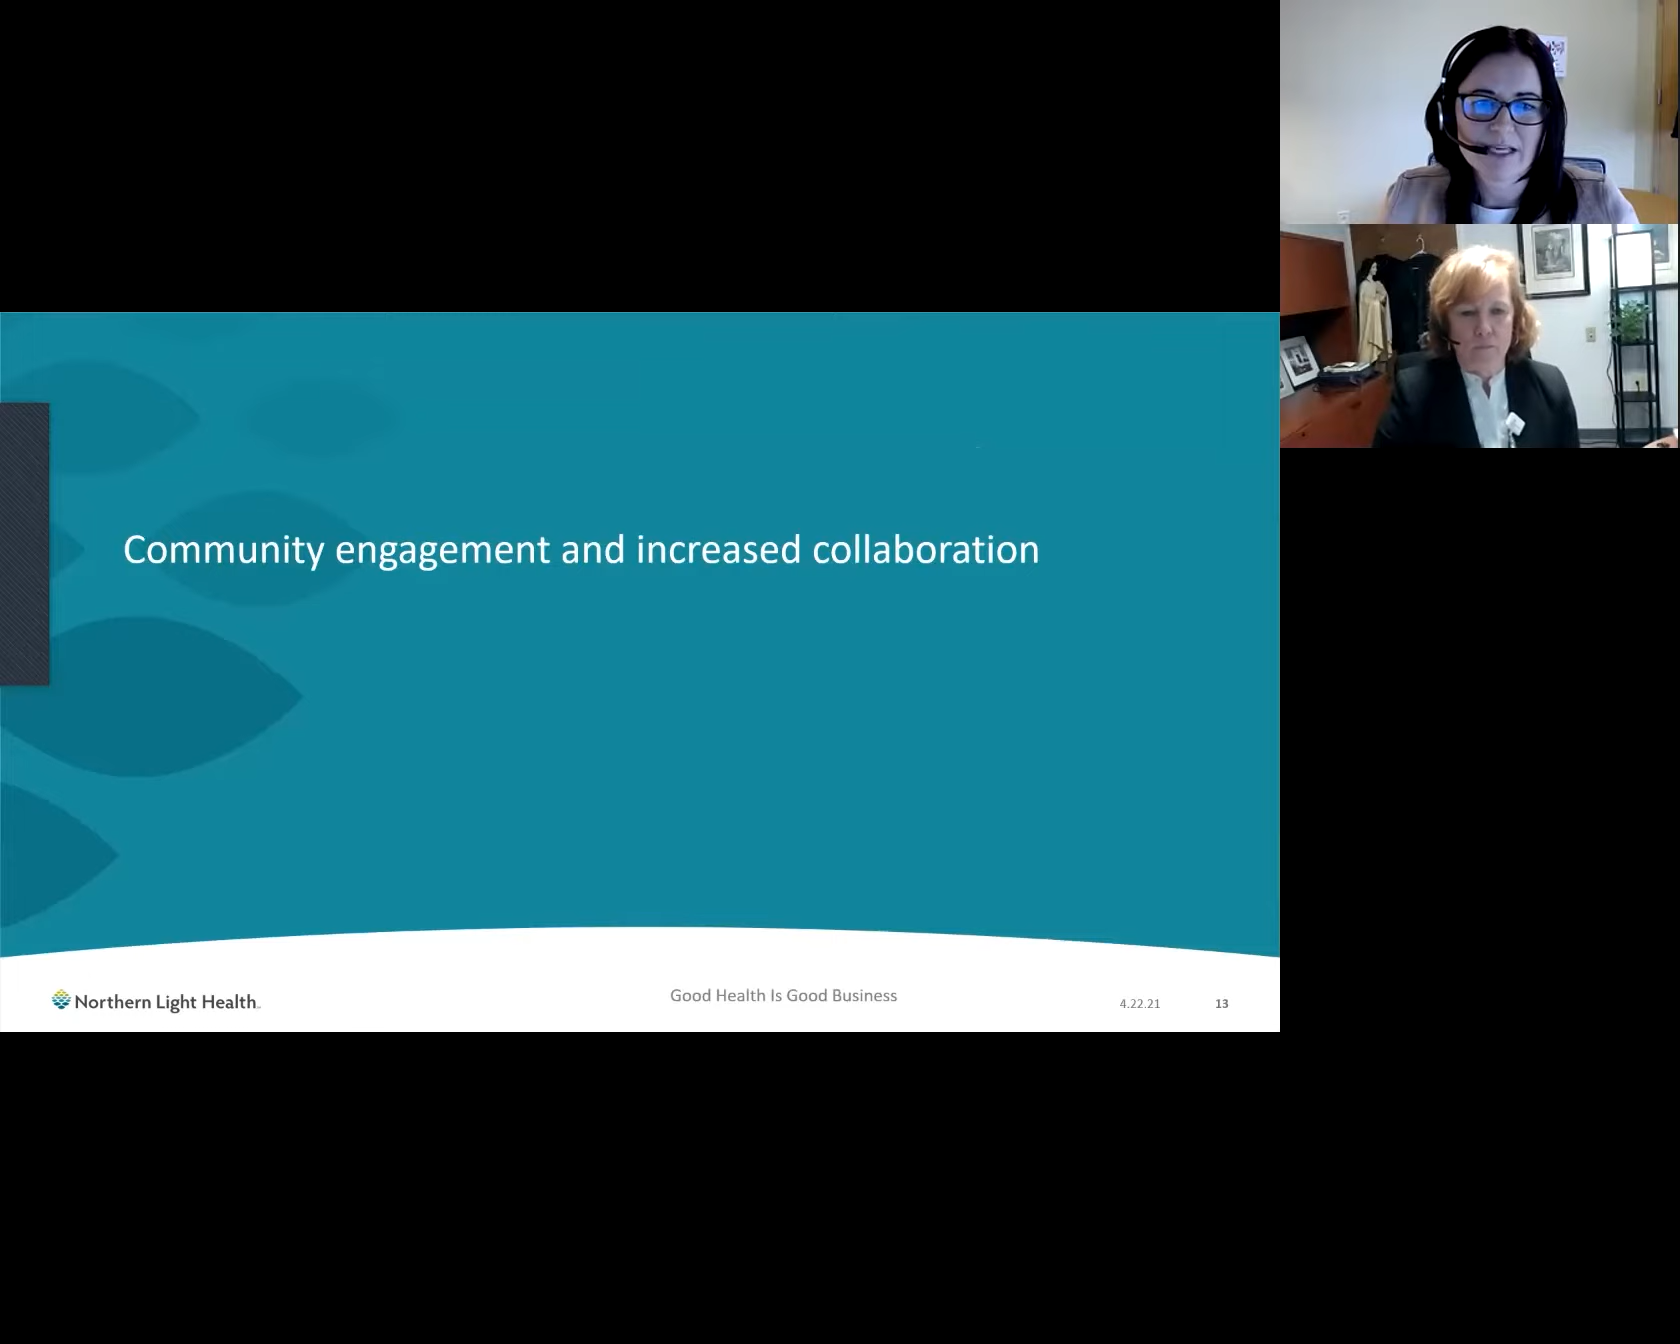 Community engagement and increased collaboration
Northern Light Health
Good Health Is Good Business
4.22.21
13